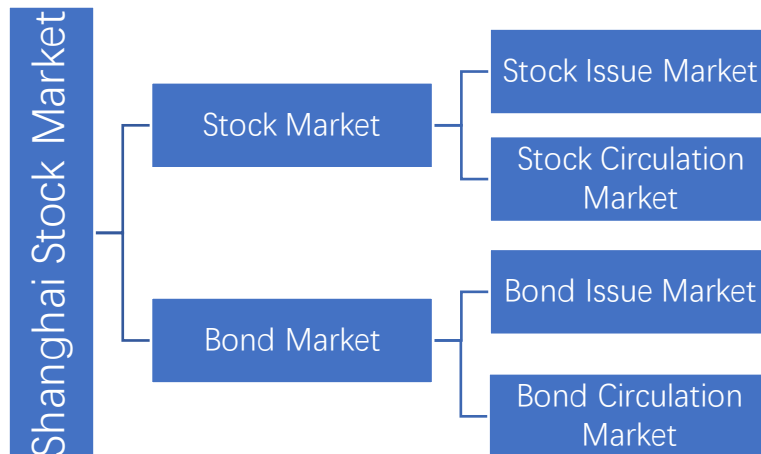 Shanghai Stock Market
Stock Market
Stock Issue Market
Stock Circulation
Market
Bond Market
Bond Issue Market
Bond Circulation
Market